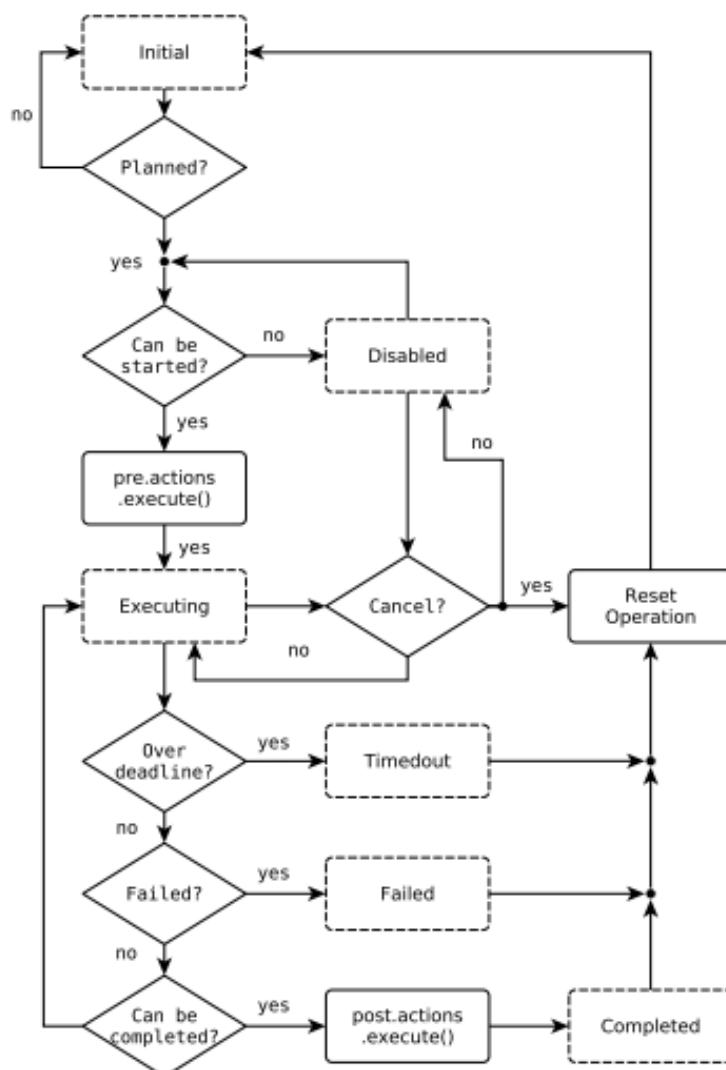 Initial
no
Planned?
yes
Can be
started?
no
Disabled
yes
no
pre.actions
.execute()
yes
Executing
Cancel?
yes
Reset
Operation
no
Over
deadline?
yes
Timedout
no
Failed?
yes
Failed
no
Can be
completed?
yes
post.actions
.execute()
Completed